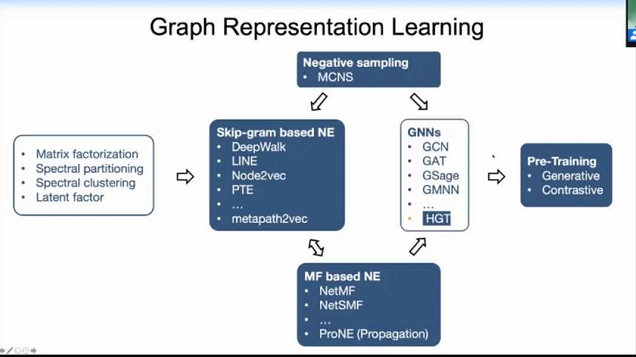 Graph Representation Learning
Negative sampling
• MCNS
• Matrix factorization
• Spectral partitioning
• Spectral clustering
• Latent factor
Skip-gram based NE
• DeepWalk
• LINE
• Node2vec
• PTE
• ...
• metapath2vec
GNNs
• GCN
• GAT
• GSage
• GMNN
• ...
• HGT
Pre-Training
• Generative
• Contrastive
MF based NE
• NetMF
• NetSMF
• ...
• ProNE (Propagation)